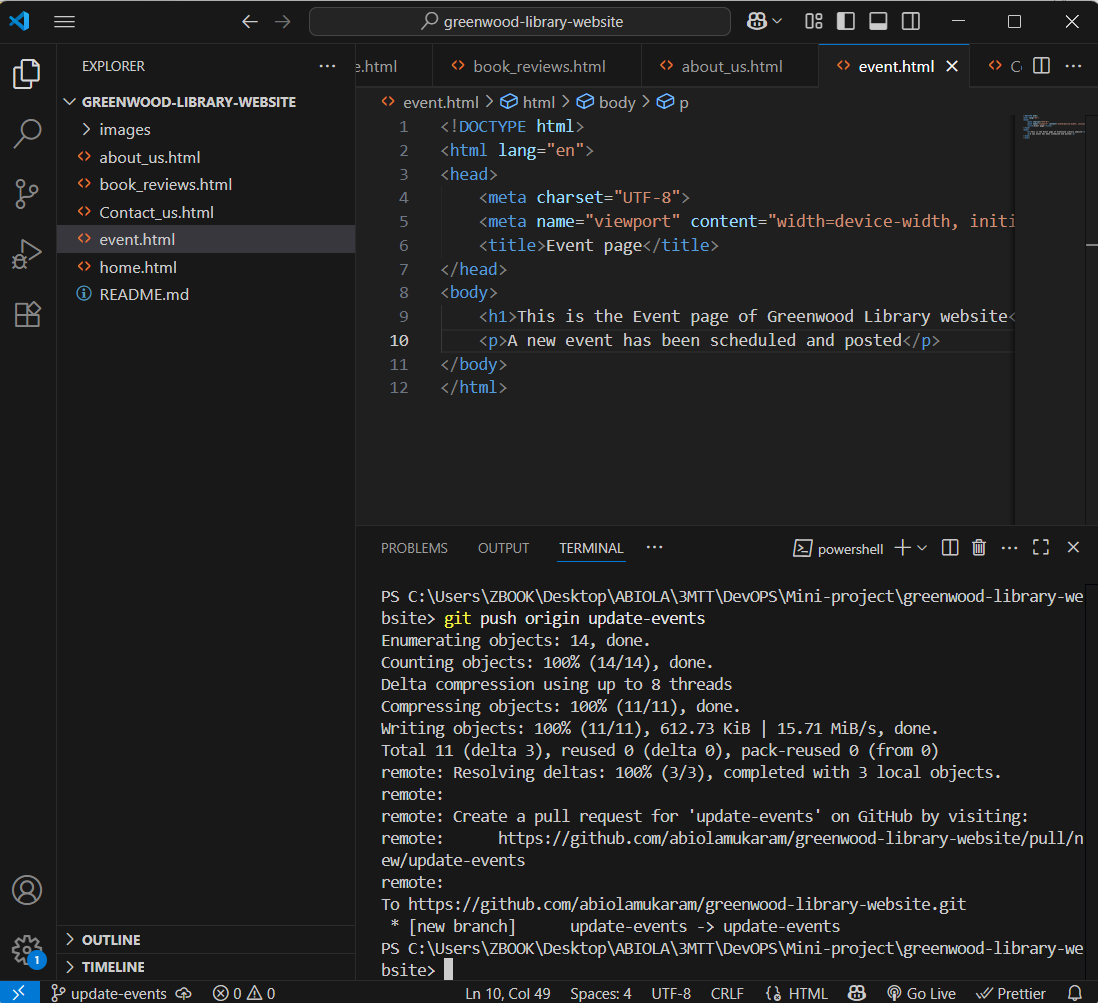 greenwood-library-website
EXPLORER
GREENWOOD-LIBRARY-WEBSITE
images
about_us.html
book_reviews.html
Contact_us.html
event.html
home.html
README.md
OUTLINE
TIMELINE
1
e.html
book_reviews.html
about_us.html
event.html
C
event.html > html > body > p
1 <!DOCTYPE html>
2 <html lang="en">
3 <head>
4 <meta charset="UTF-8">
5 <meta name="viewport" content="width=device-width, initi
6 <title>Event page</title>
7 </head>
8 <body>
9 <h1>This is the Event page of Greenwood Library website<
10 <p>A new event has been scheduled and posted</p>
11 </body>
12 </html>
PROBLEMS OUTPUT TERMINAL ... powershell
PS C:\Users\ZBOOK\Desktop\ABIOLA\3MTT\DevOPS\Mini-project\greenwood-library-we
bsite> git push origin update-events
Enumerating objects: 14, done.
Counting objects: 100% (14/14), done.
Delta compression using up to 8 threads
Compressing objects: 100% (11/11), done.
Writing objects: 100% (11/11), 612.73 KiB | 15.71 MiB/s, done.
Total 11 (delta 3), reused 0 (delta 0), pack-reused 0 (from 0)
remote: Resolving deltas: 100% (3/3), completed with 3 local objects.
remote:
remote: Create a pull request for 'update-events' on GitHub by visiting:
remote:      https://github.com/abiolamukaram/greenwood-library-website/pull/n
ew/update-events
remote:
To https://github.com/abiolamukaram/greenwood-library-website.git
 * [new branch]      update-events -> update-events
PS C:\Users\ZBOOK\Desktop\ABIOLA\3MTT\DevOPS\Mini-project\greenwood-library-we
bsite>
update-events 0 0 Ln 10, Col 49 Spaces: 4 UTF-8 CRLF {} HTML Go Live Prettier